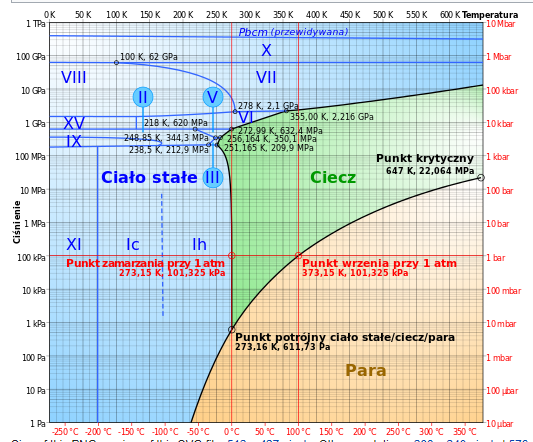 0 K 50 K 100 K 150 K 200 K 250 K 300 K 350 K 400 K 450 K 500 K 550 K 600 K Temperatura
1 TPa 10 Mbar
Pbcm (przewidywana)
X
100 GPa 100 K, 62 GPa 1 Mbar
VIII VII
10 GPa II V 100 kbar
278 K, 2,1 GPa
355,00 K, 2,216 GPa
XV 218 K, 620 MPa VI
1 GPa 10 kbar
272,99 K, 632,4 MPa
IX 248,85 K, 344,3 MPa 256,164 K, 350,1 MPa
238,5 K, 212,9 MPa 251,165 K, 209,9 MPa
100 MPa 1 kbar
Punkt krytyczny
647 K, 22,064 MPa
Ciało stałe III Ciecz
10 MPa 100 bar
Ciśnienie
1 MPa 10 bar
XI Ic Ih
100 kPa 1 bar
Punkt zamarzania przy 1 atm Punkt wrzenia przy 1 atm
273,15 K, 101,325 kPa 373,15 K, 101,325 kPa
10 kPa 100 mbar
1 kPa 10 mbar
Punkt potrójny ciało stałe/ciecz/para
273,16 K, 611,73 Pa
100 Pa 1 mbar
Para
10 Pa 100 µbar
1 Pa 10 µbar
-250 °C -200 °C -150 °C -100 °C -50 °C 0 °C 50 °C 100 °C 150 °C 200 °C 250 °C 300 °C 350 °C